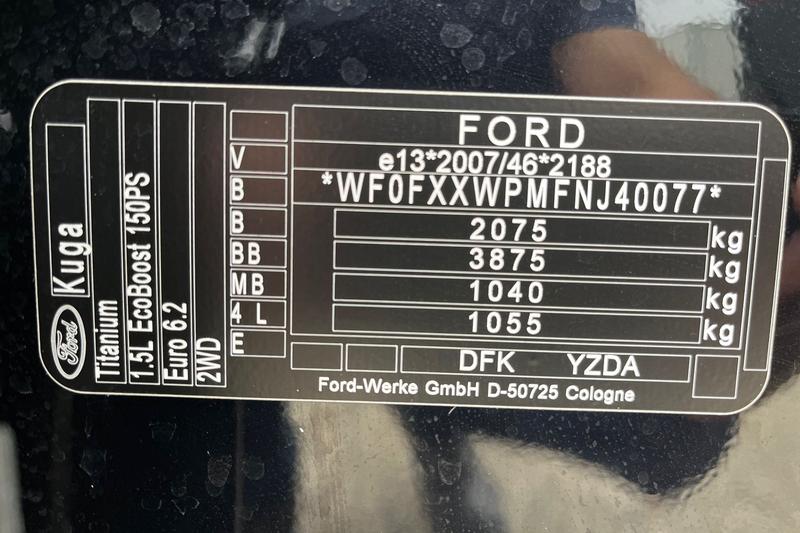 FORD
e13*2007/46*2188
*WF0FXXWPMFNJ40077*
2075 kg
3875 kg
1040 kg
1055 kg
DFK YZDA
Ford-Werke GmbH D-50725 Cologne
V
B
B
BB
MB
4 L
E
Ford Kuga
Titanium
1.5L EcoBoost 150PS
Euro 6.2
2WD